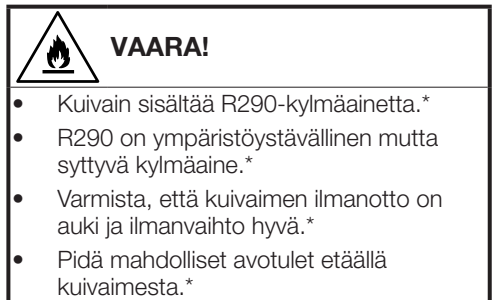 VAARA!
• Kuivain sisältää R290-kylmäainetta.*
• R290 on ympäristöystävällinen mutta
syttyvä kylmäaine.*
• Varmista, että kuivaimen ilmanotto on
auki ja ilmanvaihto hyvä.*
• Pidä mahdolliset avotulet etäällä
kuivaimesta.*